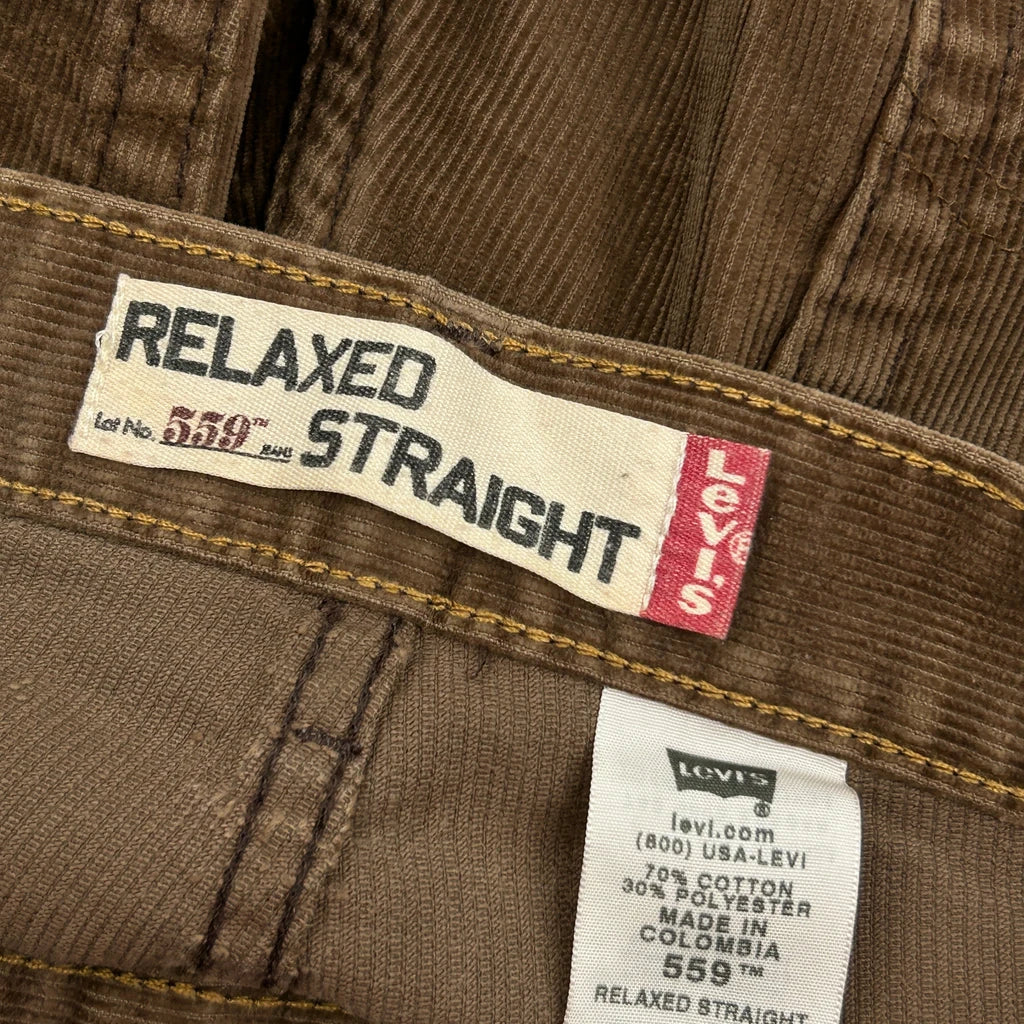 RELAXED
Lot No. 559™ JEANS STRAIGHT
Levi's®
Levi's®
levi.com
(800) USA-LEVI
70% COTTON
30% POLYESTER
MADE IN
COLOMBIA
559™
RELAXED STRAIGHT